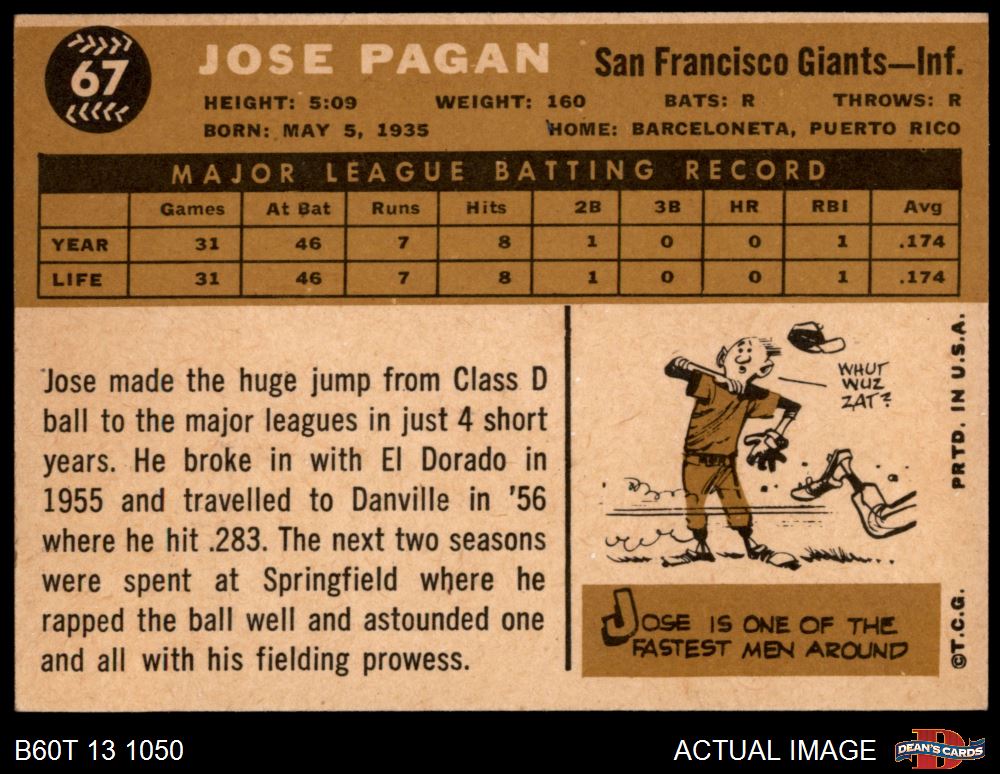 67
JOSE PAGAN
San Francisco Giants—Inf.
HEIGHT: 5:09 WEIGHT: 160 BATS: R THROWS: R
BORN: MAY 5, 1935 HOME: BARCELONETA, PUERTO RICO
MAJOR LEAGUE BATTING RECORD
Games At Bat Runs Hits 2B 3B HR RBI Avg
YEAR 31 46 7 8 1 0 0 1 .174
LIFE 31 46 7 8 1 0 0 1 .174
Jose made the huge jump from Class D
ball to the major leagues in just 4 short
years. He broke in with El Dorado in
1955 and travelled to Danville in '56
where he hit .283. The next two seasons
were spent at Springfield where he
rapped the ball well and astounded one
and all with his fielding prowess.
WHUT
WUZ
ZAT?
JOSE IS ONE OF THE
FASTEST MEN AROUND
©T.C.G. PRTD. IN U.S.A.
B60T 13 1050
ACTUAL IMAGE
D
DEAN'S CARDS